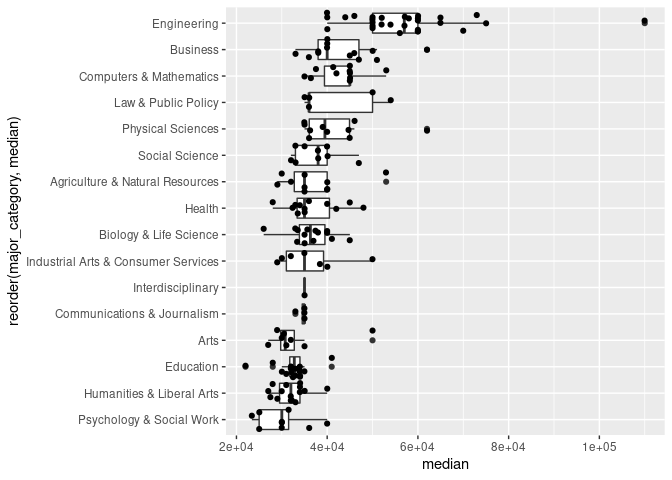 reorder(major_category, median)
Engineering
Business
Computers & Mathematics
Law & Public Policy
Physical Sciences
Social Science
Agriculture & Natural Resources
Health
Biology & Life Science
Industrial Arts & Consumer Services
Interdisciplinary
Communications & Journalism
Arts
Education
Humanities & Liberal Arts
Psychology & Social Work
2e+04 4e+04 6e+04 8e+04 1e+05
median